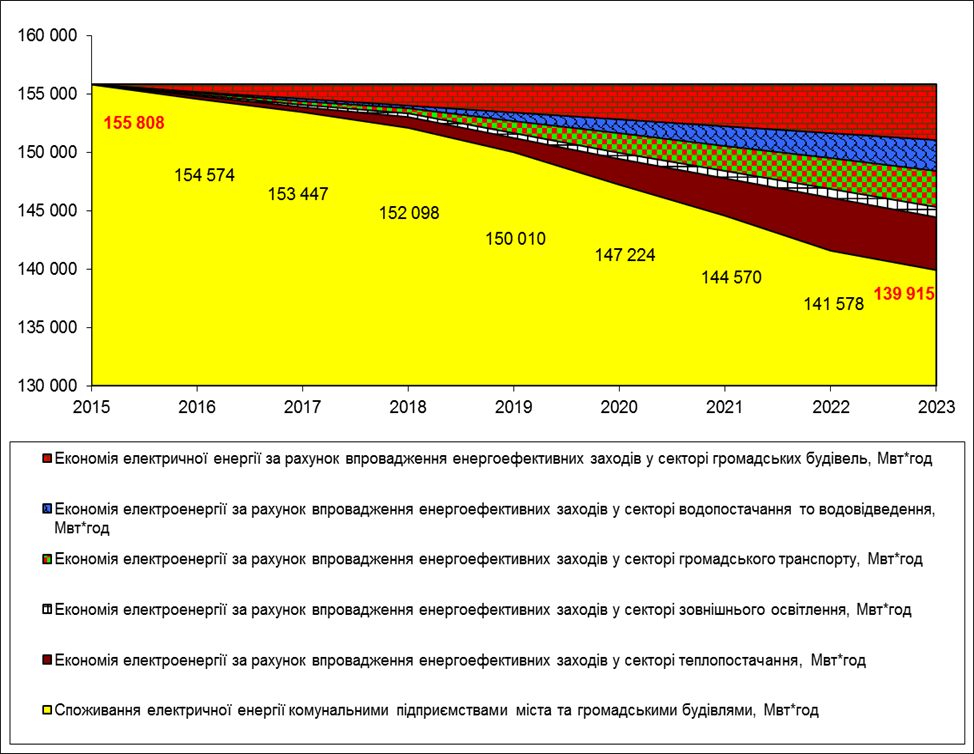 160 000
155 000
155 808
150 000
154 574
153 447
152 098
145 000
150 010
147 224
144 570
140 000
141 578
139 915
135 000
130 000
2015 2016 2017 2018 2019 2020 2021 2022 2023
Економія електричної енергії за рахунок впровадження енергоефективних заходів у секторі громадських будівель, Мвт*год
Економія електроенергії за рахунок впровадження енергоефективних заходів у секторі водопостачання то водовідведення,
Мвт*год
Економія електроенергії за рахунок впровадження енергоефективних заходів у секторі громадського транспорту, Мвт*год
Економія електроенергії за рахунок впровадження енергоефективних заходів у секторі зовнішнього освітлення, Мвт*год
Економія електроенергії за рахунок впровадження енергоефективних заходів у секторі теплопостачання, Мвт*год
Споживання електричної енергії комунальними підприємствами міста та громадськими будівлями, Мвт*год